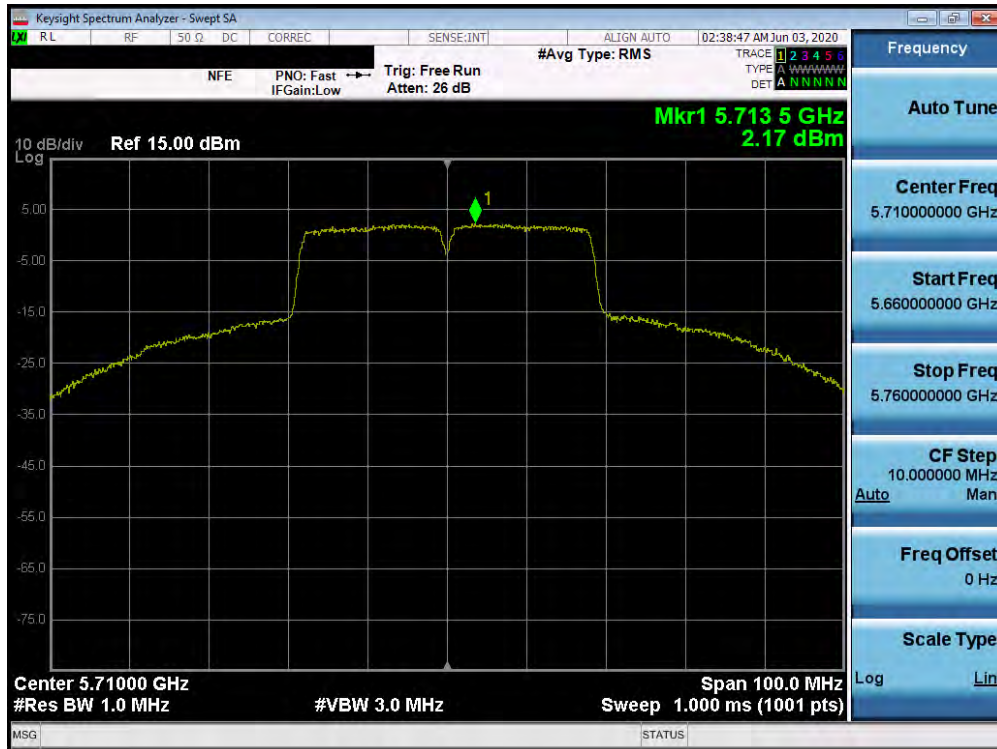 Keysight Spectrum Analyzer - Swept SA
LXI RL RF 50 Ω DC CORREC SENSE:INT ALIGN AUTO 02:38:47 AM Jun 03, 2020
Frequency
#Avg Type: RMS
TRACE 1 2 3 4 5 6
NFE PNO: Fast Trig: Free Run
TYPE A WWWWW
IFGain:Low Atten: 26 dB
DET A N N N N N
Auto Tune
Mkr1 5.713 5 GHz
2.17 dBm
10 dB/div Ref 15.00 dBm
Log
1
5.00
-5.00
-15.0
-25.0
-35.0
-45.0
-65.0
-75.0
Center Freq
5.710000000 GHz
Start Freq
5.660000000 GHz
Stop Freq
5.760000000 GHz
CF Step
10.000000 MHz
Auto Man
Freq Offset
0 Hz
Scale Type
Log Lin
Center 5.71000 GHz Span 100.0 MHz
#Res BW 1.0 MHz #VBW 3.0 MHz Sweep 1.000 ms (1001 pts)
MSG STATUS